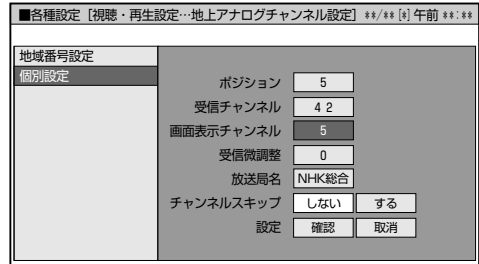 ■各種設定［視聴・再生設定…地上アナログチャンネル設定］ **/**[*]午前 **:**
地域番号設定
個別設定
ポジション 5
受信チャンネル 42
画面表示チャンネル 5
受信微調整 0
放送局名 NHK総合
チャンネルスキップ しない する
設定 確認 取消